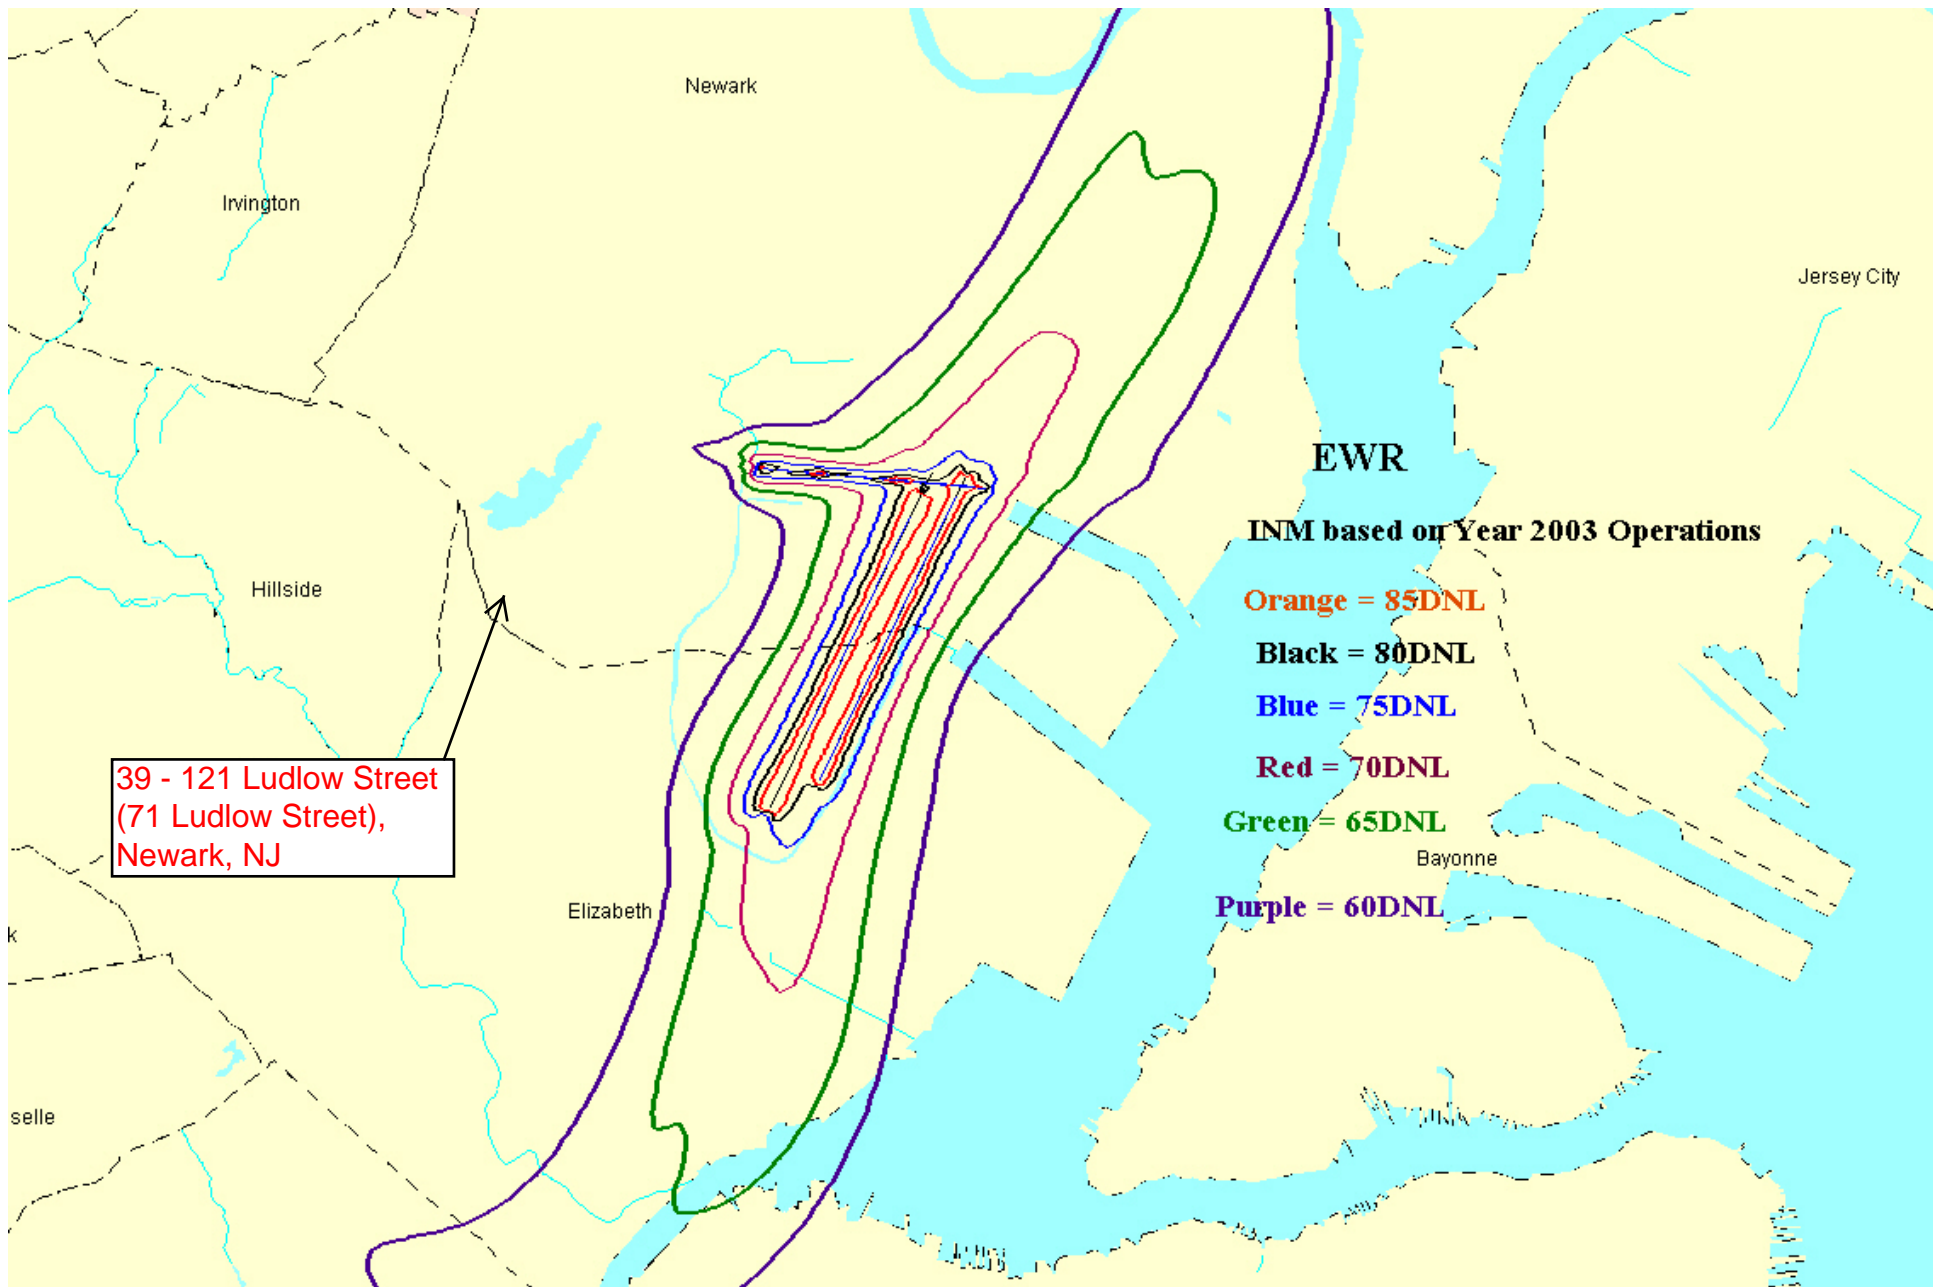 Newark
Irvington
Jersey City
EWR
INM based on Year 2003 Operations
Hillside
Orange = 85DNL
Black = 80DNL
Blue = 75DNL
Red = 70DNL
39 - 121 Ludlow Street
(71 Ludlow Street),
Newark, NJ
Green = 65DNL
Bayonne
Elizabeth
Purple = 60DNL
k
selle